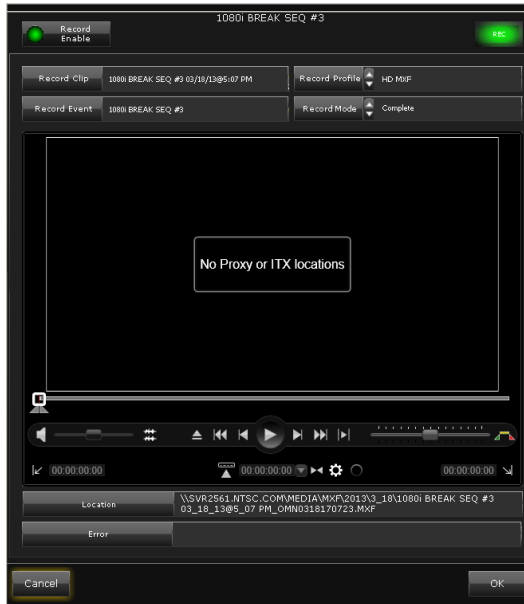 1080i BREAK SEQ #3
Record
Enable
REC
Record Clip 1080i BREAK SEQ #3 03/18/13@5:07 PM Record Profile HD MXF
Record Event 1080i BREAK SEQ #3 Record Mode Complete
No Proxy or ITX locations
00:00:00:00 00:00:00:00 00:00:00:00
Location \\SVR2561.NTSC.COM\MEDIA\MXF\2013\3_18\1080i BREAK SEQ #3
03_18_13@5_07 PM_OMN0318170723.MXF
Error
Cancel OK